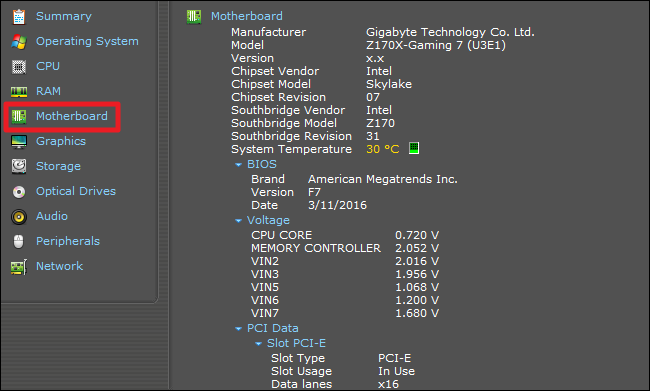 Summary
Operating System
CPU
RAM
Motherboard
Graphics
Storage
Optical Drives
Audio
Peripherals
Network
Motherboard
Manufacturer Gigabyte Technology Co. Ltd.
Model Z170X-Gaming 7 (U3E1)
Version x.x
Chipset Vendor Intel
Chipset Model Skylake
Chipset Revision 07
Southbridge Vendor Intel
Southbridge Model Z170
Southbridge Revision 31
System Temperature 30 °C
BIOS
Brand American Megatrends Inc.
Version F7
Date 3/11/2016
Voltage
CPU CORE 0.720 V
MEMORY CONTROLLER 2.052 V
VIN2 2.016 V
VIN3 1.956 V
VIN5 1.068 V
VIN6 1.200 V
VIN7 1.680 V
PCI Data
Slot PCI-E
Slot Type PCI-E
Slot Usage In Use
Data lanes x16